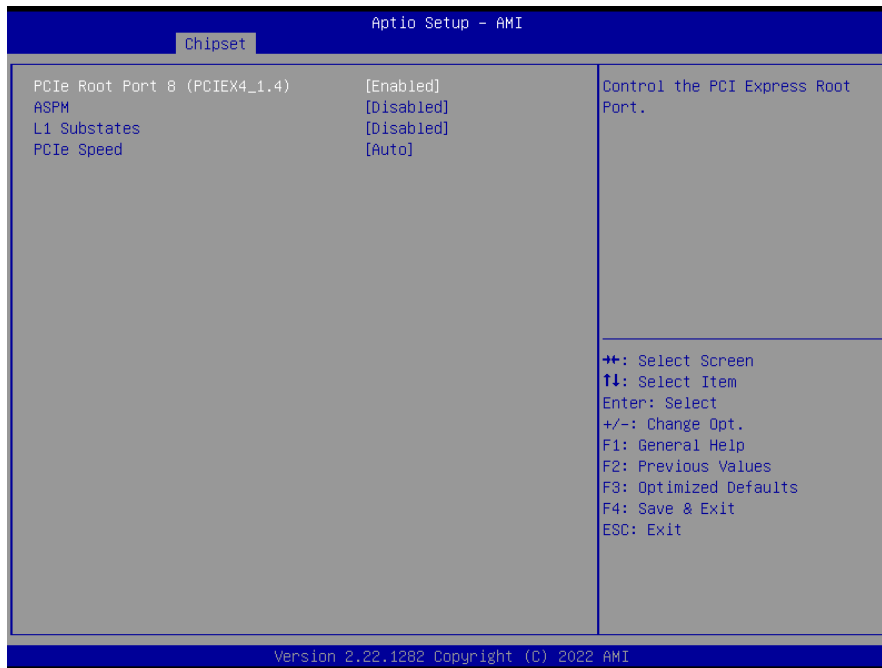 Aptio Setup – AMI
Chipset
PCIe Root Port 8 (PCIEX4_1.4) [Enabled]
ASPM [Disabled]
L1 Substates [Disabled]
PCIe Speed [Auto]
Control the PCI Express Root
Port.
→←: Select Screen
↑↓: Select Item
Enter: Select
+/-: Change Opt.
F1: General Help
F2: Previous Values
F3: Optimized Defaults
F4: Save & Exit
ESC: Exit
Version 2.22.1282 Copyright (C) 2022 AMI